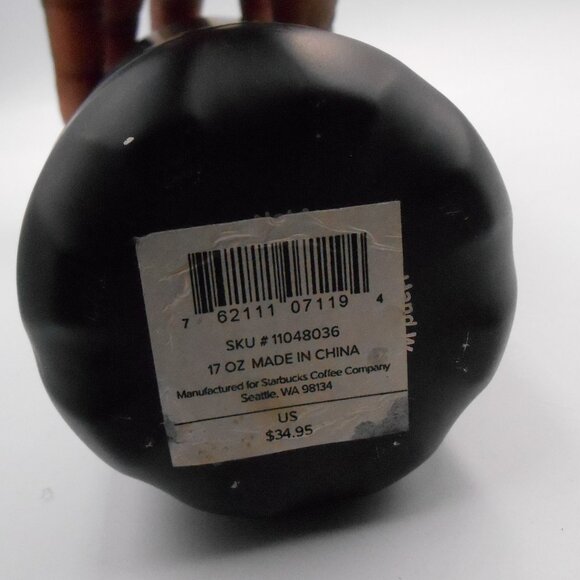 7 62111 07119 4
SKU # 11048036
17 OZ MADE IN CHINA
Manufactured for Starbucks Coffee Company
Seattle, WA 98134
US
$34.95
Hand